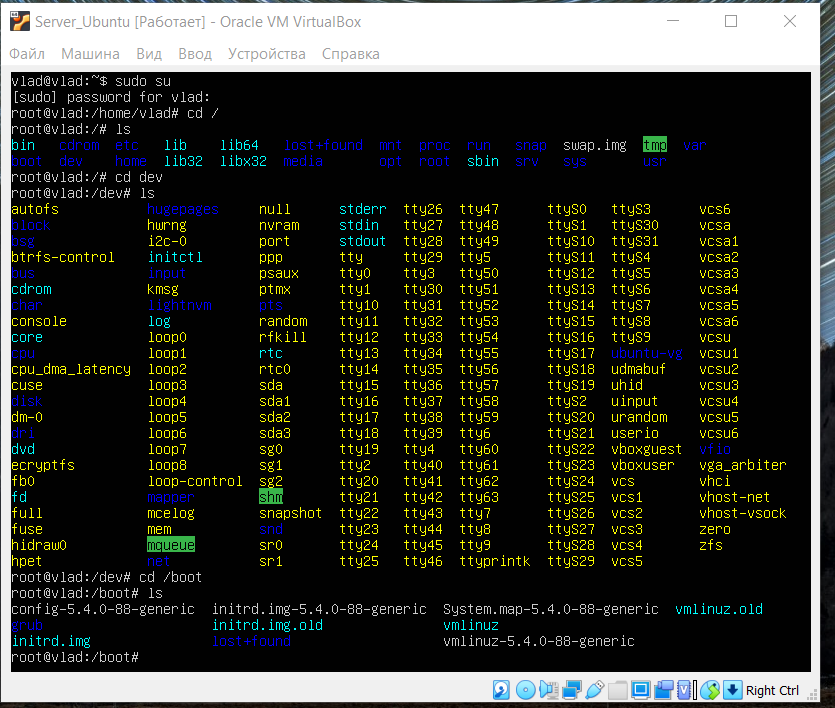 Server_Ubuntu [Работает] - Oracle VM VirtualBox
Файл Машина Вид Ввод Устройства Справка
vlad@vlad:~$ sudo su
[sudo] password for vlad:
root@vlad:/home/vlad# cd /
root@vlad:/# ls
bin cdrom etc lib lib64 lost+found mnt proc run snap swap.img tmp var
boot dev home lib32 libx32 media opt root sbin srv sys usr
root@vlad:/# cd dev
root@vlad:/dev# ls
autofs hugepages null stderr tty26 tty47 ttyS0 ttyS3 vcs6
block hwrng nvram stdin tty27 tty48 ttyS1 ttyS30 vcsa
bsg i2c-0 port stdout tty28 tty49 ttyS10 ttyS31 vcsa1
btrfs-control initctl ppp tty tty29 tty5 ttyS11 ttyS4 vcsa2
bus input psaux tty0 tty3 tty50 ttyS12 ttyS5 vcsa3
cdrom kmsg ptmx tty1 tty30 tty51 ttyS13 ttyS6 vcsa4
char lightnvm pts tty10 tty31 tty52 ttyS14 ttyS7 vcsa5
console log random tty11 tty32 tty53 ttyS15 ttyS8 vcsa6
core loop0 rfkill tty12 tty33 tty54 ttyS16 ttyS9 vcsu
cpu loop1 rtc tty13 tty34 tty55 ttyS17 ubuntu-vg vcsu1
cpu_dma_latency loop2 rtc0 tty14 tty35 tty56 ttyS18 udmabuf vcsu2
cuse loop3 sda tty15 tty36 tty57 ttyS19 uhid vcsu3
disk loop4 sda1 tty16 tty37 tty58 ttyS2 uinput vcsu4
dm-0 loop5 sda2 tty17 tty38 tty59 ttyS20 urandom vcsu5
dri loop6 sda3 tty18 tty39 tty6 ttyS21 userio vcsu6
dvd loop7 sg0 tty19 tty4 tty60 ttyS22 vboxguest vfio
ecryptfs loop8 sg1 tty2 tty40 tty61 ttyS23 vboxuser vga_arbiter
fb0 loop-control sg2 tty20 tty41 tty62 ttyS24 vcs vhci
fd mapper shm tty21 tty42 tty63 ttyS25 vcs1 vhost-net
full mcelog snapshot tty22 tty43 tty7 ttyS26 vcs2 vhost-vsock
fuse mem snd tty23 tty44 tty8 ttyS27 vcs3 zero
hidraw0 mqueue sr0 tty24 tty45 tty9 ttyS28 vcs4 zfs
hpet net sr1 tty25 tty46 ttyprintk ttyS29 vcs5
root@vlad:/dev# cd /boot
root@vlad:/boot# ls
config-5.4.0-88-generic initrd.img-5.4.0-88-generic System.map-5.4.0-88-generic vmlinuz.old
grub initrd.img.old vmlinuz
initrd.img lost+found vmlinuz-5.4.0-88-generic
root@vlad:/boot#
Right Ctrl